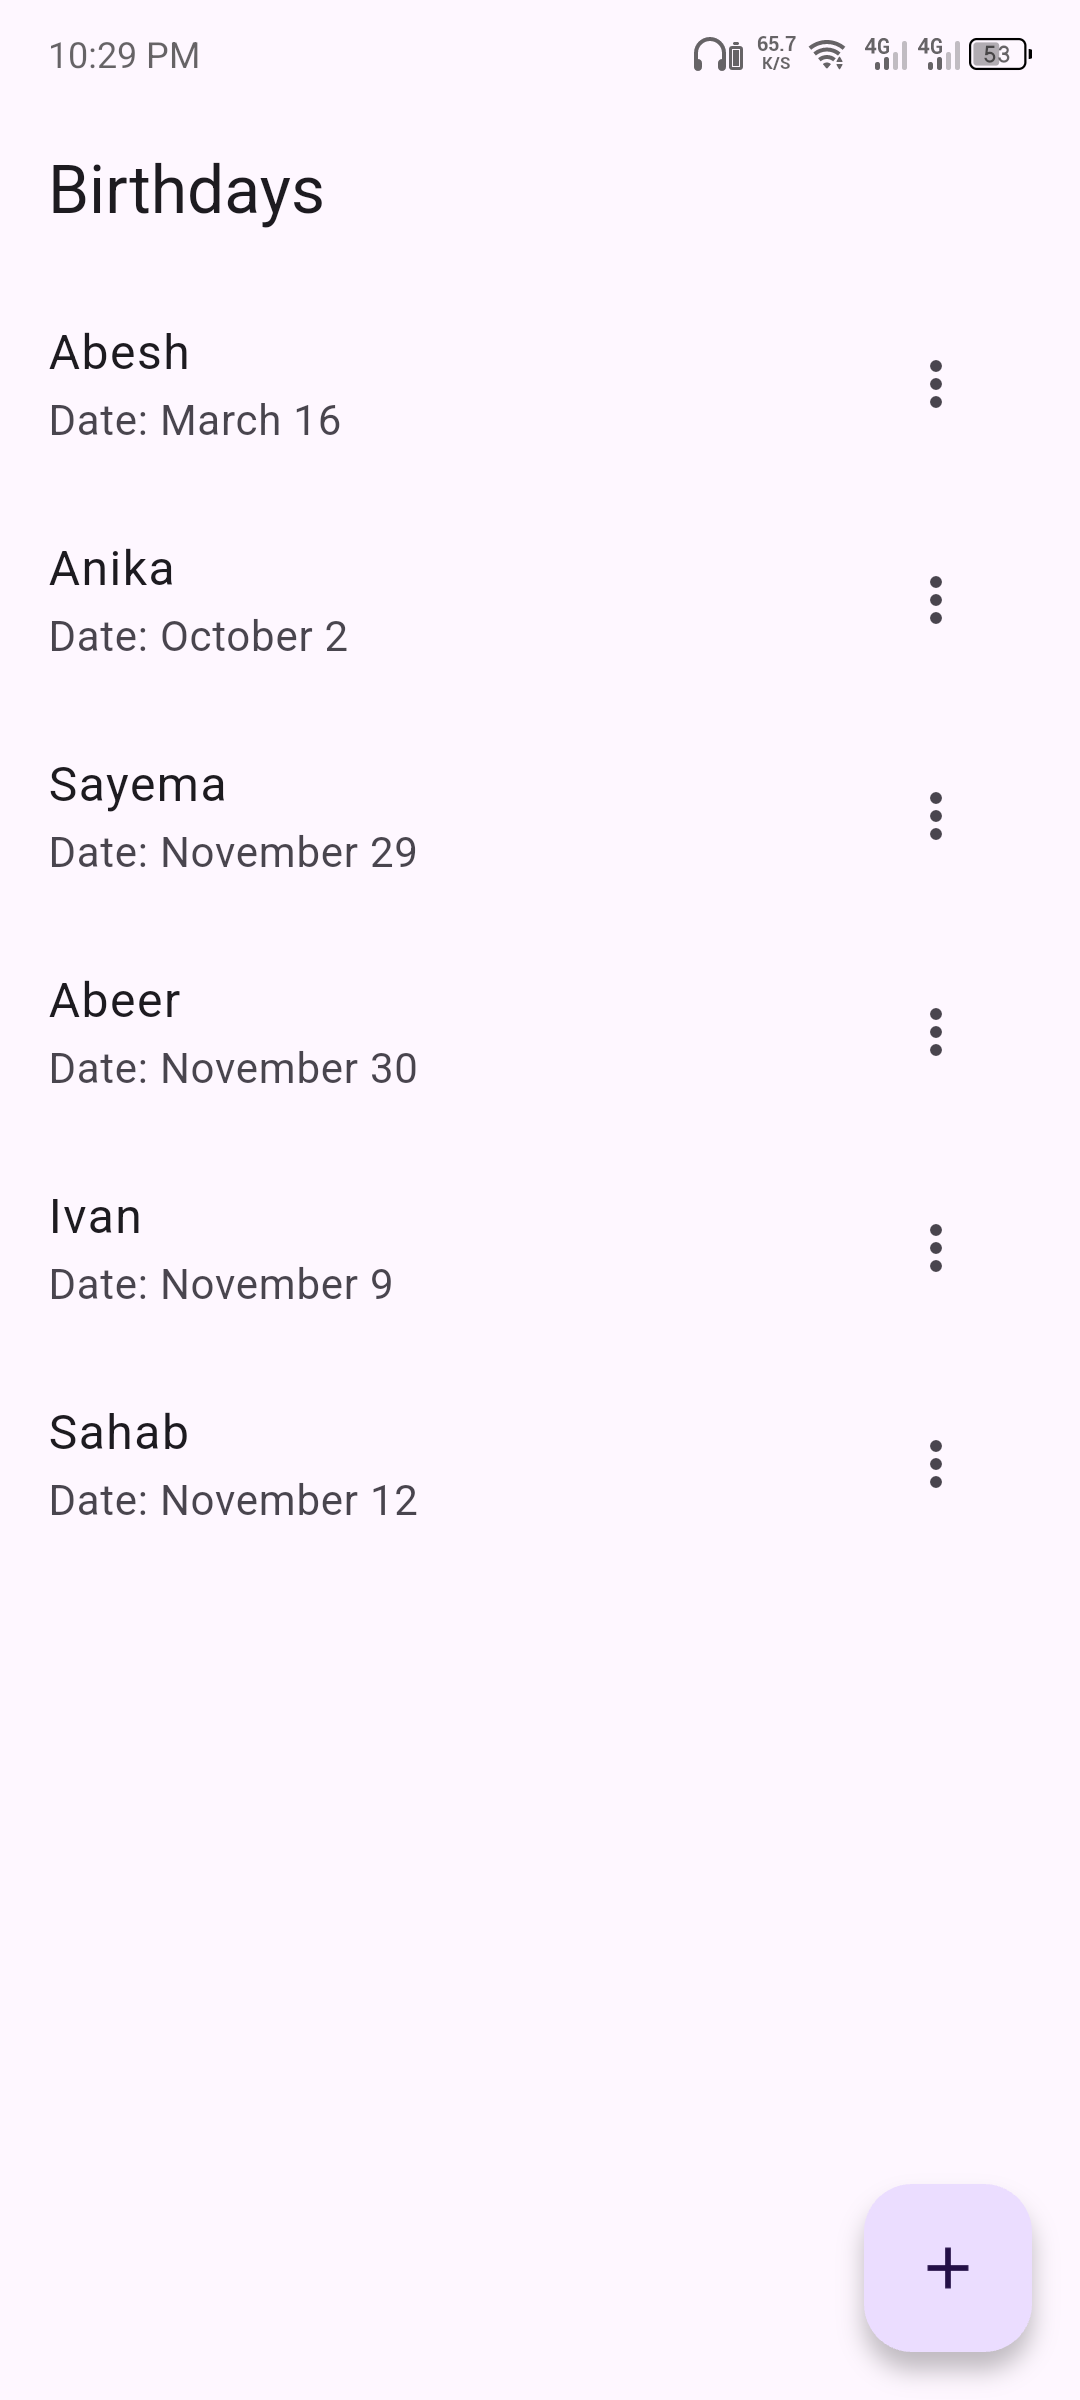 10:29 PM
65.7
K/S
4G
4G
53
Birthdays
Abesh
Date: March 16
Anika
Date: October 2
Sayema
Date: November 29
Abeer
Date: November 30
Ivan
Date: November 9
Sahab
Date: November 12